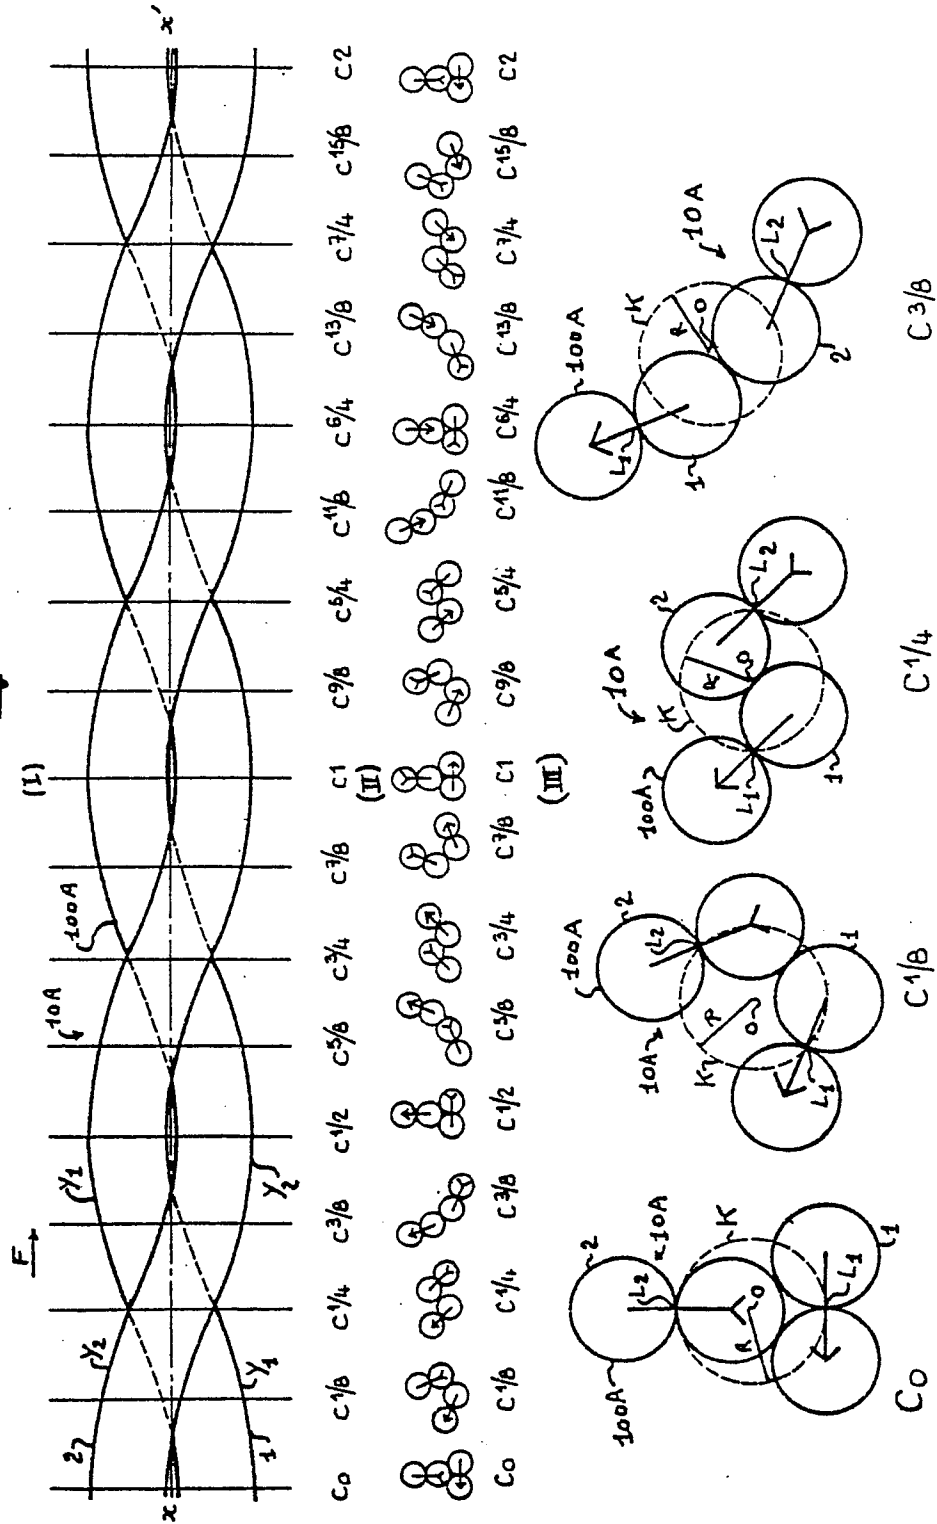 (I)
F
x
x'
2
1
Y2
Y1
Y1
Y2
10A
100A
C0 C1/8 C1/4 C3/8 C1/2 C5/8 C3/4 C7/8 C1 C9/8 C5/4 C11/8 C6/4 C13/8 C7/4 C15/8 C2
(II)
C0 C1/8 C1/4 C3/8 C1/2 C5/8 C3/4 C7/8 C1 C9/8 C5/4 C11/8 C6/4 C13/8 C7/4 C15/8 C2
(III)
2
100A
L2
10A
K
O
R
1
L1
C0
100A
2
L2
10A
K
R
O
1
L1
C1/8
100A
10A
K
2
R
O
L1
L2
1
C1/4
100A
10A
K
R
O
L1
L2
1
2
C3/8